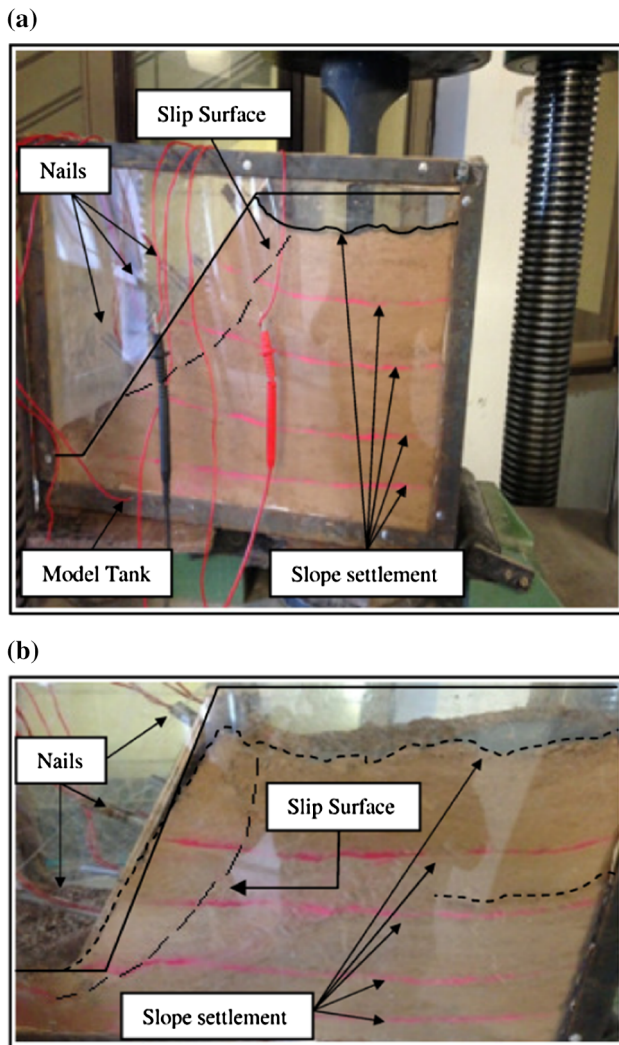 (a)
Slip Surface
Nails
Model Tank
Slope settlement
(b)
Nails
Slip Surface
Slope settlement